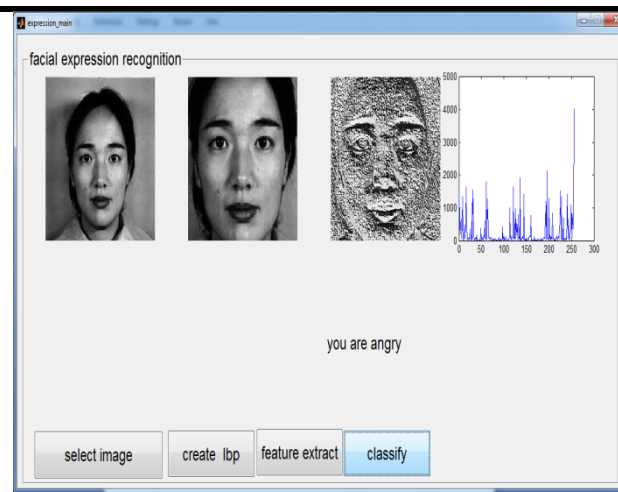 expression_main
facial expression recognition
5000
4000
3000
2000
1000
0
0 50 100 150 200 250 300
you are angry
select image
create lbp
feature extract
classify